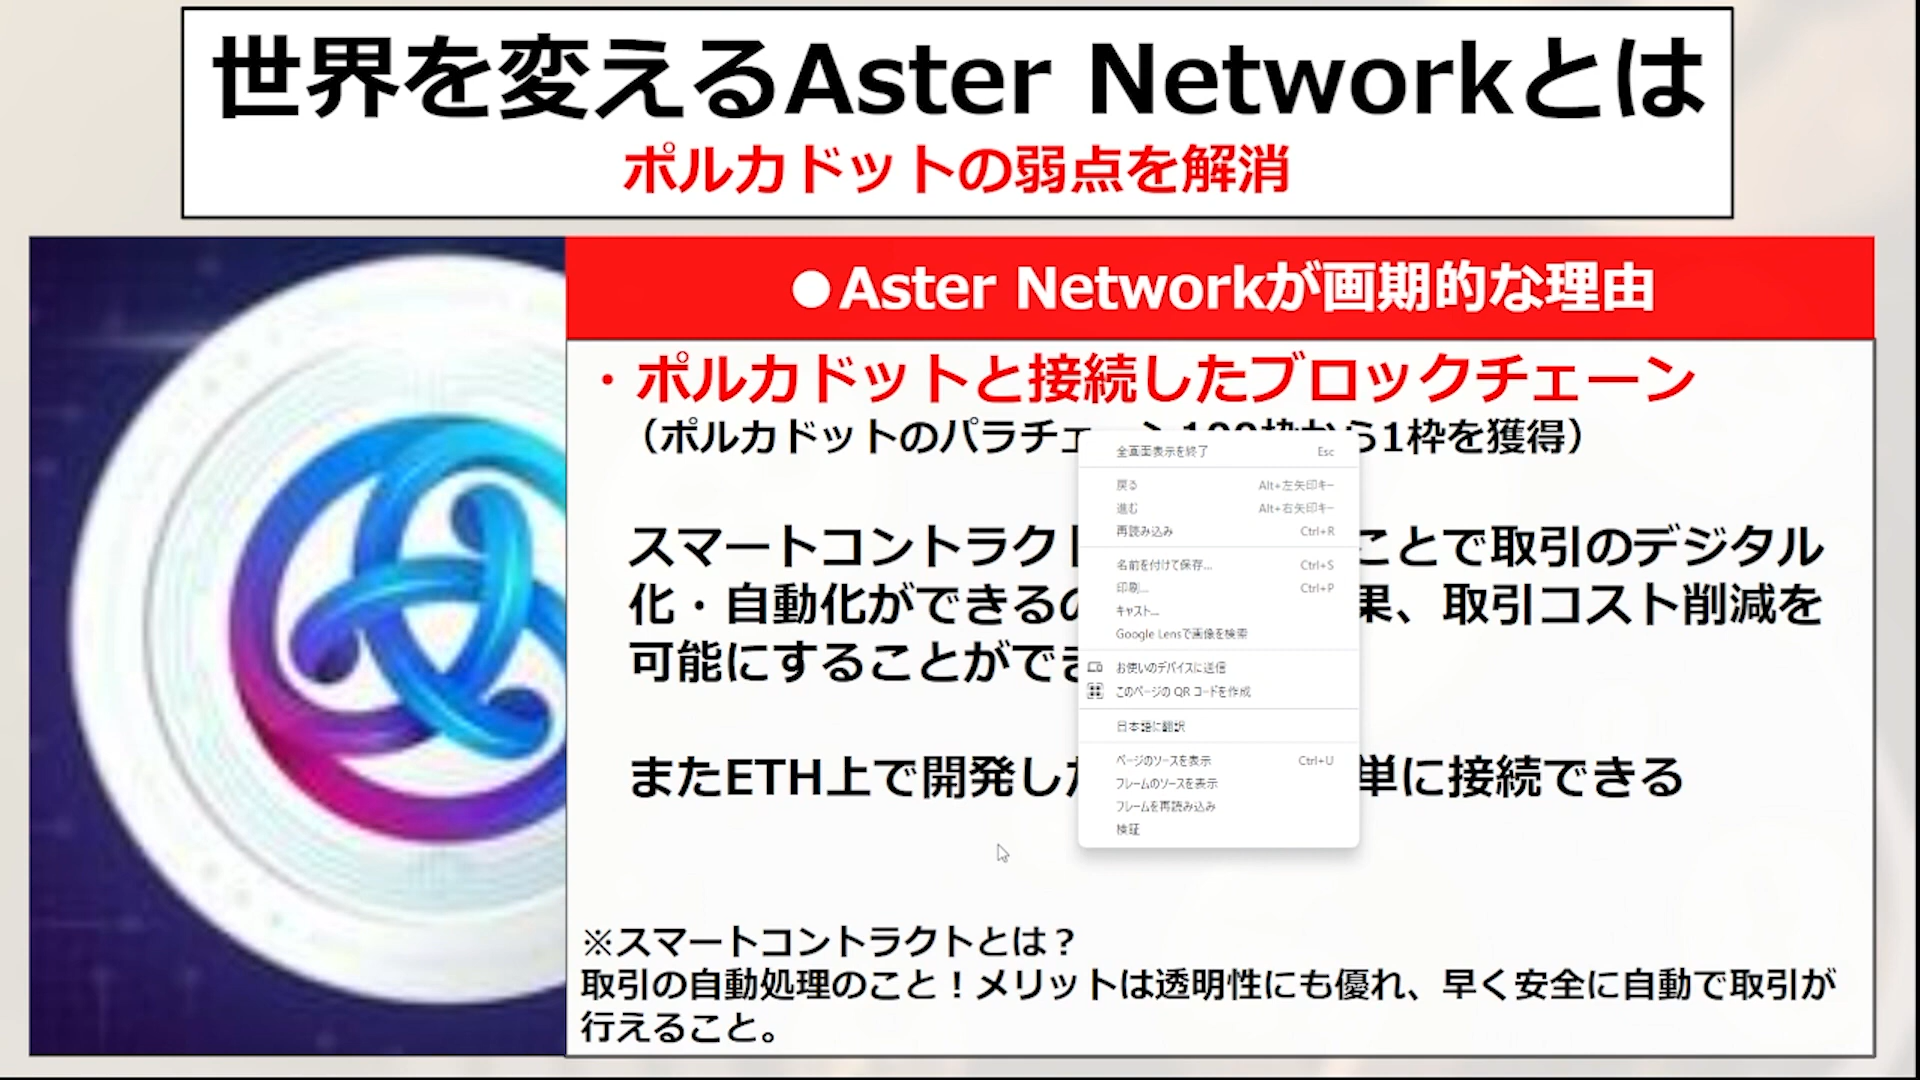 世界を変えるAster Networkとは
ポルカドットの弱点を解消
●Aster Networkが画期的な理由
・ポルカドットと接続したブロックチェーン
（ポルカドットのパラチェーン100枠から1枠を獲得）
スマートコントラクト ことで取引のデジタル
化・自動化ができるの 果、取引コスト削減を
可能にすることができ
またETH上で開発した 単に接続できる
※スマートコントラクトとは？
取引の自動処理のこと！メリットは透明性にも優れ、早く安全に自動で取引が
行えること。
全画面表示を終了 Esc
戻る Alt+左矢印キー
進む Alt+右矢印キー
再読み込み Ctrl+R
名前を付けて保存... Ctrl+S
印刷... Ctrl+P
キャスト...
Google Lensで画像を検索
お使いのデバイスに送信
このページの QR コードを作成
日本語に翻訳
ページのソースを表示 Ctrl+U
フレームのソースを表示
フレームを再読み込み
検証